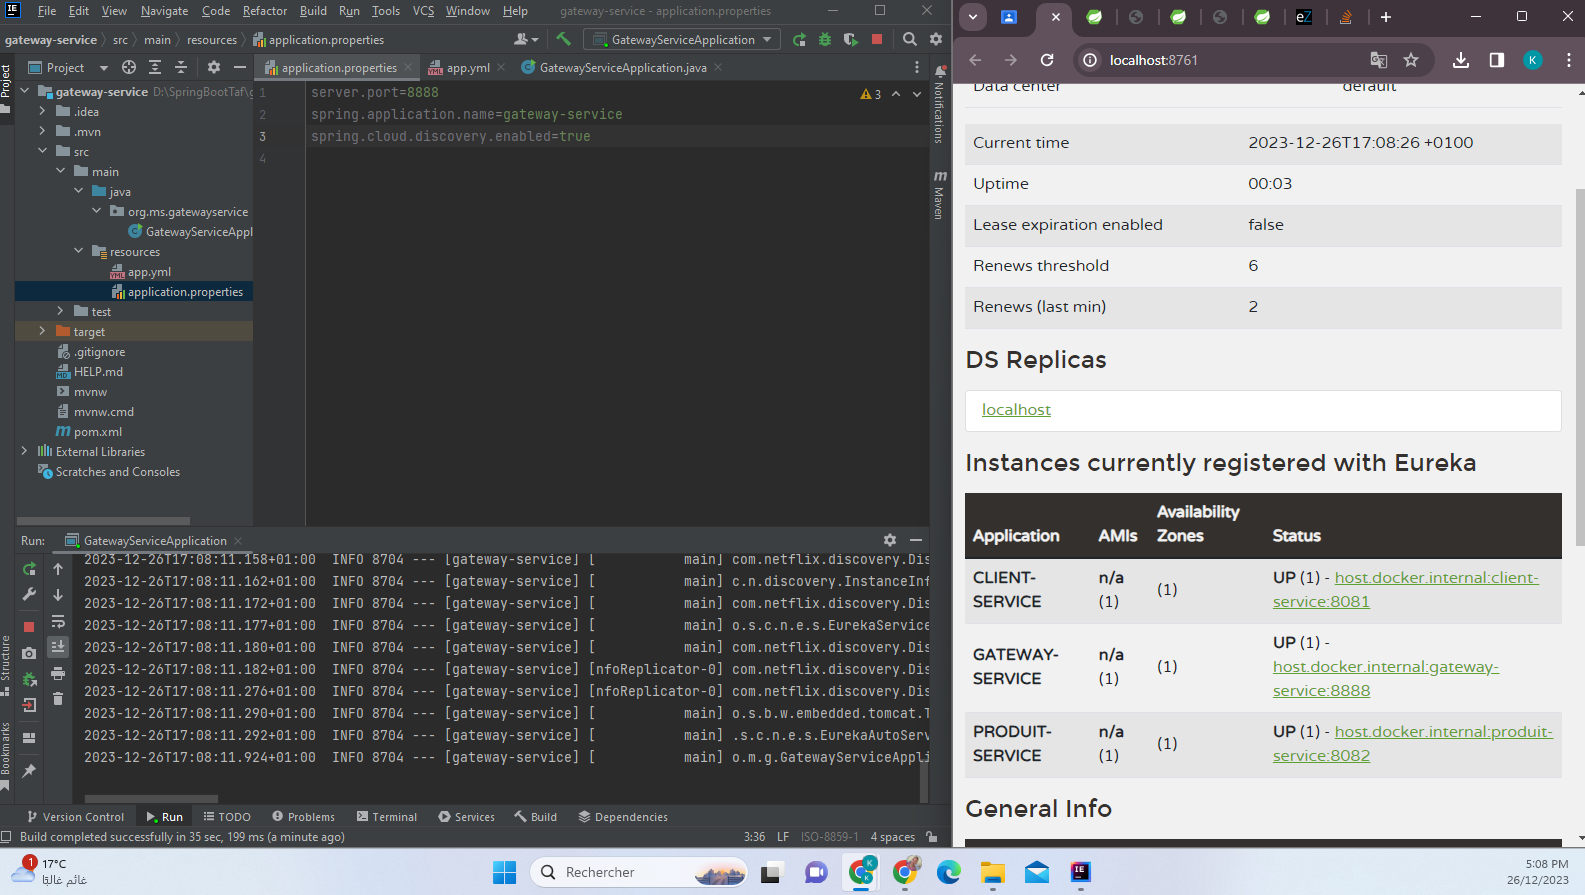 File Edit View Navigate Code Refactor Build Run Tools VCS Window Help gateway-service - application.properties
gateway-service src main resources application.properties
GatewayServiceApplication
Project
application.properties app.yml GatewayServiceApplication.java
gateway-service D:\SpringBootTaf\g
.idea
.mvn
src
main
java
org.ms.gatewayservice
GatewayServiceAppl
resources
app.yml
application.properties
test
target
.gitignore
HELP.md
mvnw
mvnw.cmd
pom.xml
External Libraries
Scratches and Consoles
1 server.port=8888
2 spring.application.name=gateway-service
3 spring.cloud.discovery.enabled=true
4
3
Project
Structure
Bookmarks
Notifications
Maven
Run: GatewayServiceApplication
2023-12-26T17:08:11.158+01:00 INFO 8704 --- [gateway-service] [ main] com.netflix.discovery.Dis
2023-12-26T17:08:11.162+01:00 INFO 8704 --- [gateway-service] [ main] c.n.discovery.InstanceInf
2023-12-26T17:08:11.172+01:00 INFO 8704 --- [gateway-service] [ main] com.netflix.discovery.Dis
2023-12-26T17:08:11.177+01:00 INFO 8704 --- [gateway-service] [ main] o.s.c.n.e.s.EurekaService
2023-12-26T17:08:11.180+01:00 INFO 8704 --- [gateway-service] [ main] com.netflix.discovery.Dis
2023-12-26T17:08:11.182+01:00 INFO 8704 --- [gateway-service] [nfoReplicator-0] com.netflix.discovery.Dis
2023-12-26T17:08:11.276+01:00 INFO 8704 --- [gateway-service] [nfoReplicator-0] com.netflix.discovery.Dis
2023-12-26T17:08:11.290+01:00 INFO 8704 --- [gateway-service] [ main] o.s.b.w.embedded.tomcat.T
2023-12-26T17:08:11.292+01:00 INFO 8704 --- [gateway-service] [ main] .s.c.n.e.s.EurekaAutoServ
2023-12-26T17:08:11.924+01:00 INFO 8704 --- [gateway-service] [ main] o.m.g.GatewayServiceAppli
Version Control Run TODO Problems Terminal Services Build Dependencies
Build completed successfully in 35 sec, 199 ms (a minute ago) 3:36 LF ISO-8859-1 4 spaces
localhost:8761
K
Data center default
Current time 2023-12-26T17:08:26 +0100
Uptime 00:03
Lease expiration enabled false
Renews threshold 6
Renews (last min) 2
DS Replicas
localhost
Instances currently registered with Eureka
Application AMIs Availability Zones Status
CLIENT-SERVICE n/a (1) (1) UP (1) - host.docker.internal:client-service:8081
GATEWAY-SERVICE n/a (1) (1) UP (1) - host.docker.internal:gateway-service:8888
PRODUIT-SERVICE n/a (1) (1) UP (1) - host.docker.internal:produit-service:8082
General Info
1 17°C
غائم غالبًا
Rechercher
5:08 PM
26/12/2023